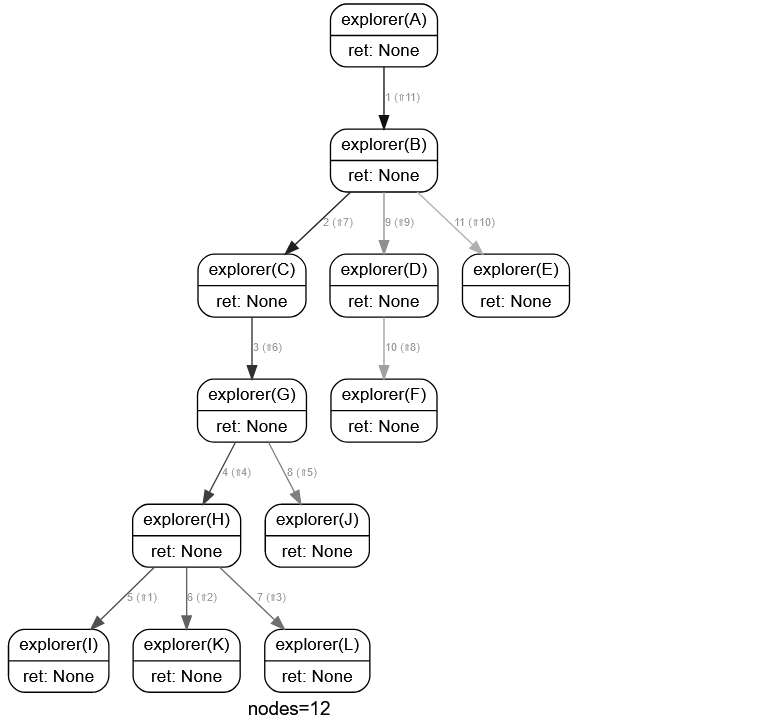 explorer(A)
ret: None
1 (⇑11)
explorer(B)
ret: None
2 (⇑7)
9 (⇑9)
11 (⇑10)
explorer(C)
explorer(D)
explorer(E)
ret: None
ret: None
ret: None
3 (⇑6)
10 (⇑8)
explorer(G)
explorer(F)
ret: None
ret: None
4 (⇑4)
8 (⇑5)
explorer(H)
explorer(J)
ret: None
ret: None
5 (⇑1)
6 (⇑2)
7 (⇑3)
explorer(I)
explorer(K)
explorer(L)
ret: None
ret: None
ret: None
nodes=12